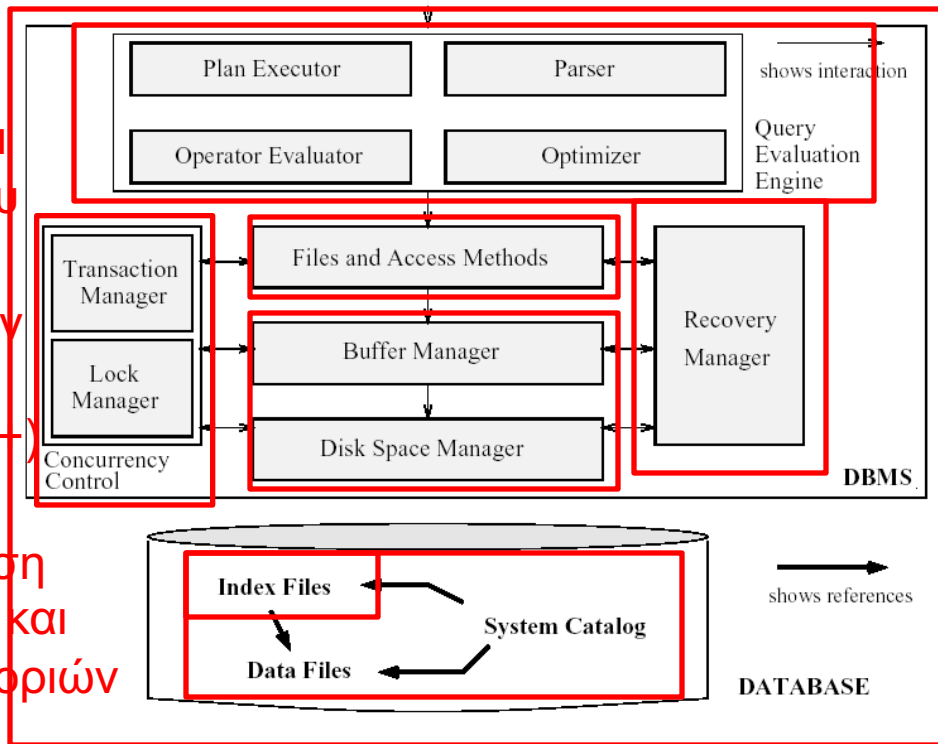 Plan Executor
Parser
shows interaction
Operator Evaluator
Optimizer
Query
Evaluation
Engine
Files and Access Methods
Transaction
Manager
Recovery
Manager
Buffer Manager
Lock
Manager
Disk Space Manager
Concurrency
Control
DBMS
Index Files
shows references
και
System Catalog
Data Files
DATABASE